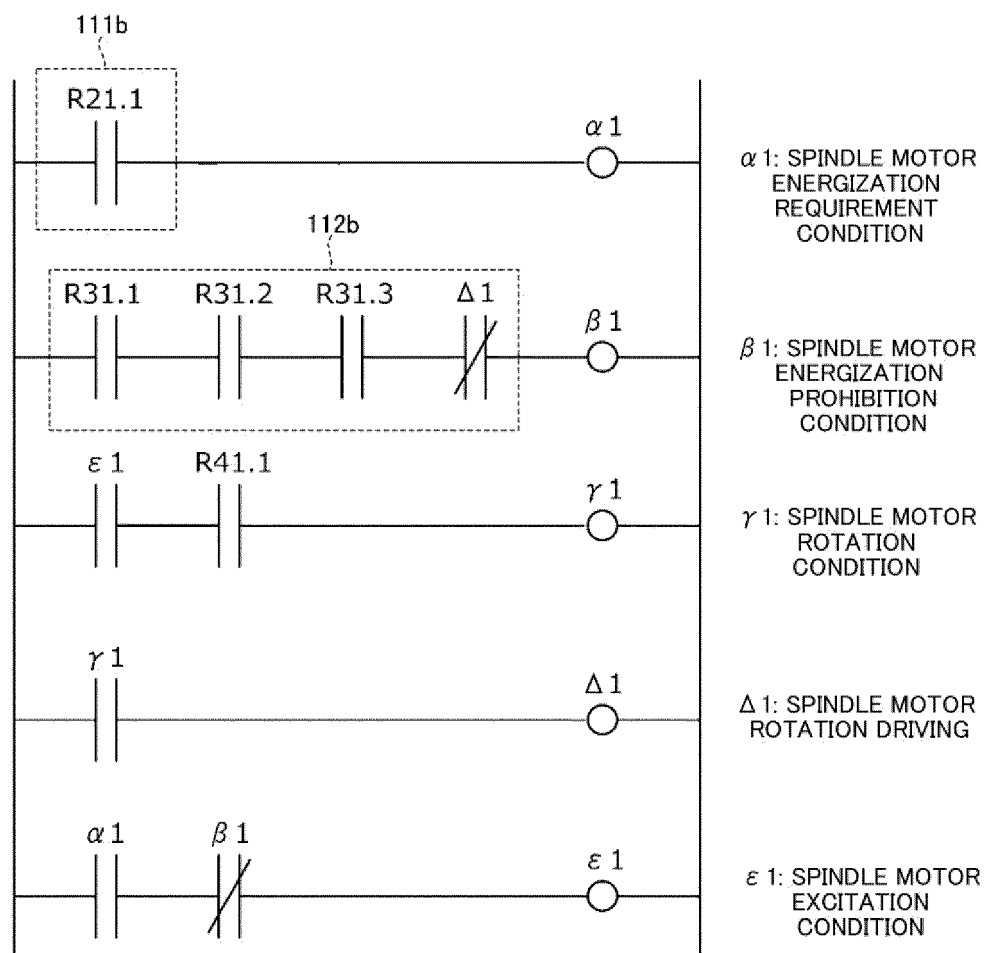 111b
R21.1
α1
α1: SPINDLE MOTOR
ENERGIZATION
REQUIREMENT
CONDITION
112b
R31.1 R31.2 R31.3 Δ1
β1
β1: SPINDLE MOTOR
ENERGIZATION
PROHIBITION
CONDITION
ε1 R41.1
γ1
γ1: SPINDLE MOTOR
ROTATION
CONDITION
γ1
Δ1
Δ1: SPINDLE MOTOR
ROTATION DRIVING
α1 β1
ε1
ε1: SPINDLE MOTOR
EXCITATION
CONDITION